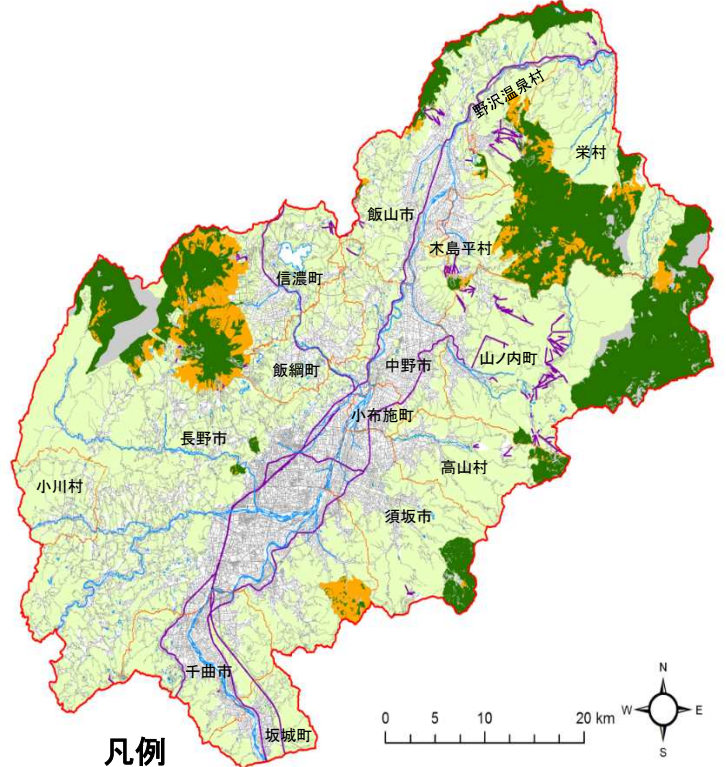 野沢温泉村
栄村
飯山市
木島平村
信濃町
飯綱町
中野市
山ノ内町
小布施町
長野市
高山村
小川村
須坂市
千曲市
坂城町
N
W
E
S
0 5 10 20 km
凡例